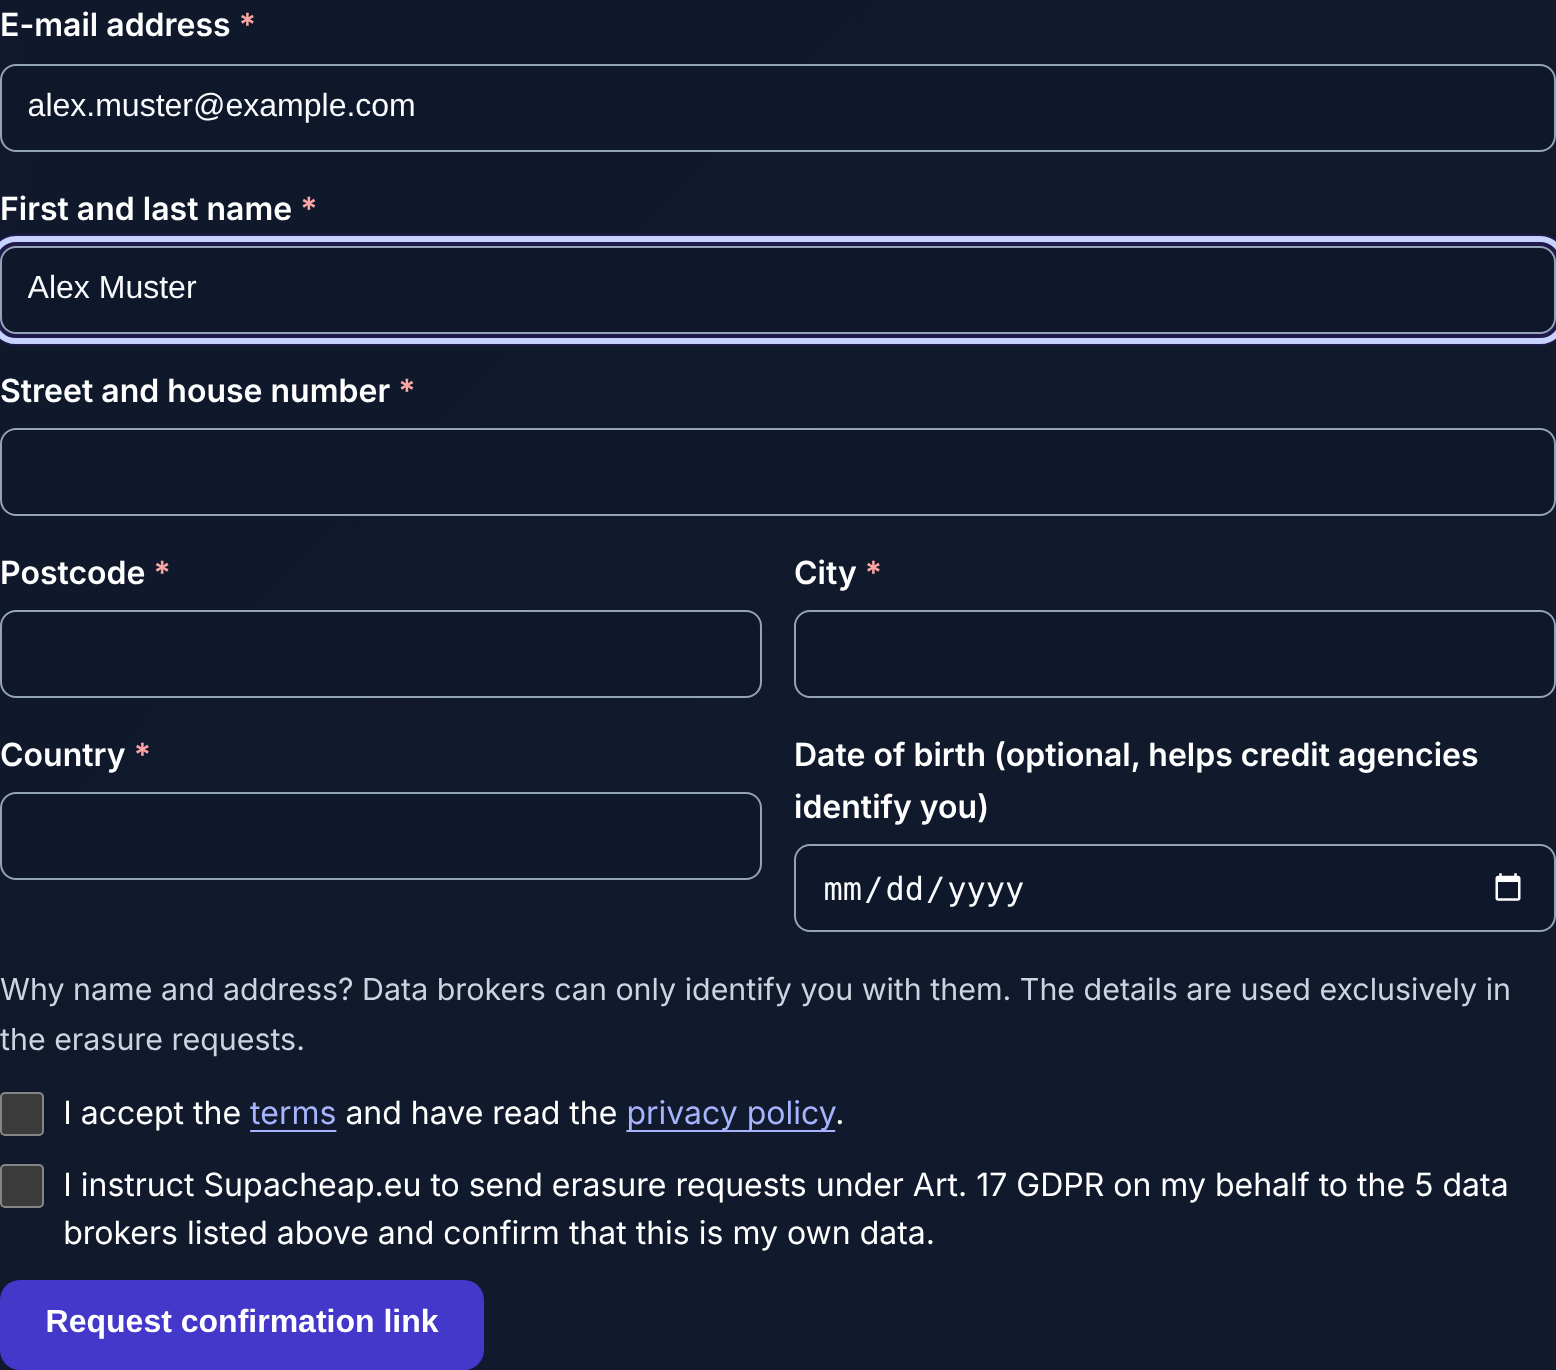 E-mail address *
alex.muster@example.com
First and last name *
Alex Muster
Street and house number *
Postcode *
City *
Country *
Date of birth (optional, helps credit agencies
identify you)
mm/dd/yyyy
Why name and address? Data brokers can only identify you with them. The details are used exclusively in
the erasure requests.
I accept the terms and have read the privacy policy.
I instruct Supacheap.eu to send erasure requests under Art. 17 GDPR on my behalf to the 5 data
brokers listed above and confirm that this is my own data.
Request confirmation link